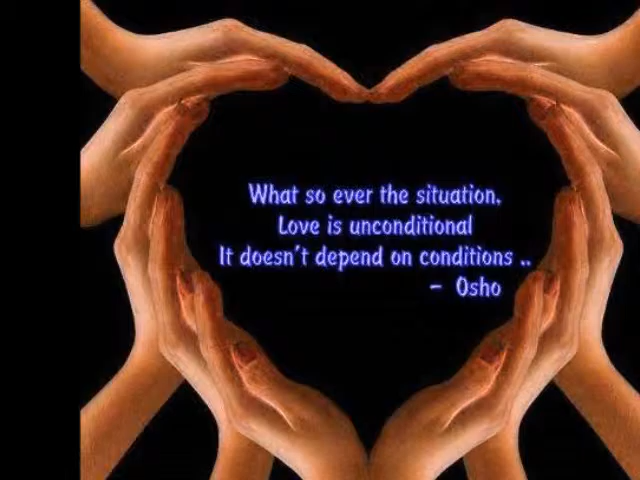 What so ever the situation,
Love is unconditional
It doesn't depend on conditions ..
– Osho